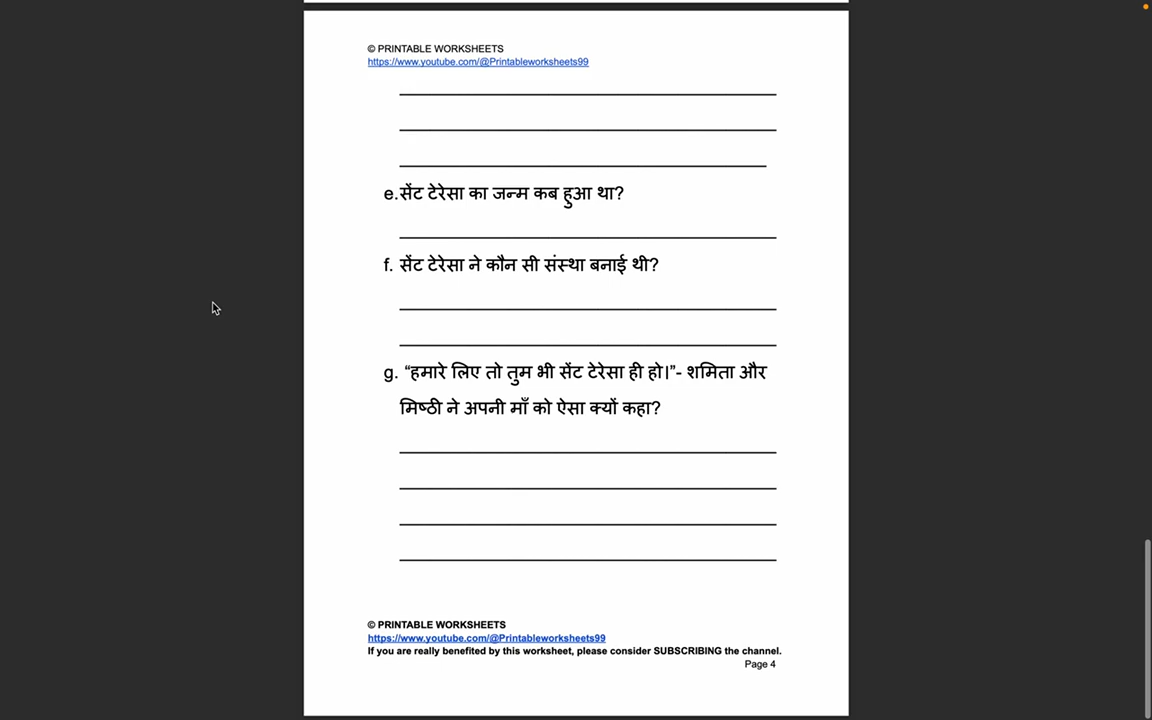 © PRINTABLE WORKSHEETS
https://www.youtube.com/@Printableworksheets99
e.सेंट टेरेसा का जन्म कब हुआ था?
f. सेंट टेरेसा ने कौन सी संस्था बनाई थी?
g. “हमारे लिए तो तुम भी सेंट टेरेसा ही हो।”- शमिता और
मिष्ठी ने अपनी माँ को ऐसा क्यों कहा?
© PRINTABLE WORKSHEETS
https://www.youtube.com/@Printableworksheets99
If you are really benefited by this worksheet, please consider SUBSCRIBING the channel.
Page 4